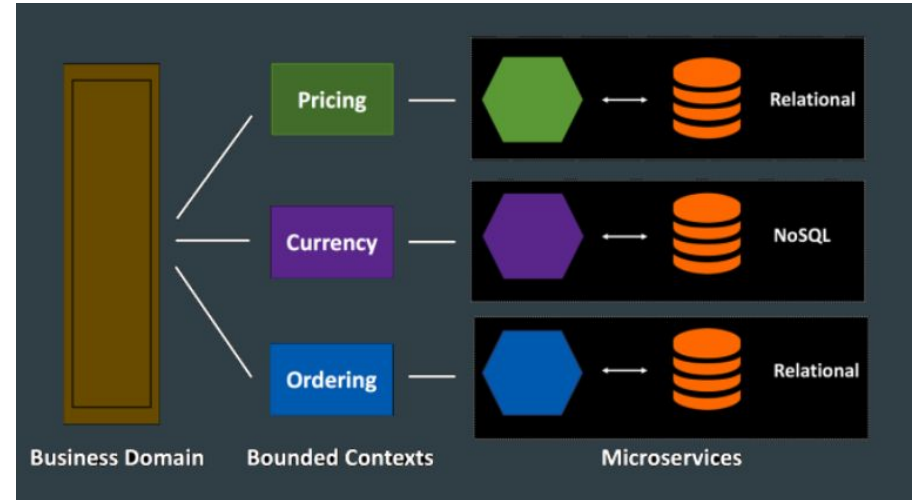 Pricing
Relational
Currency
NoSQL
Ordering
Relational
Business Domain
Bounded Contexts
Microservices